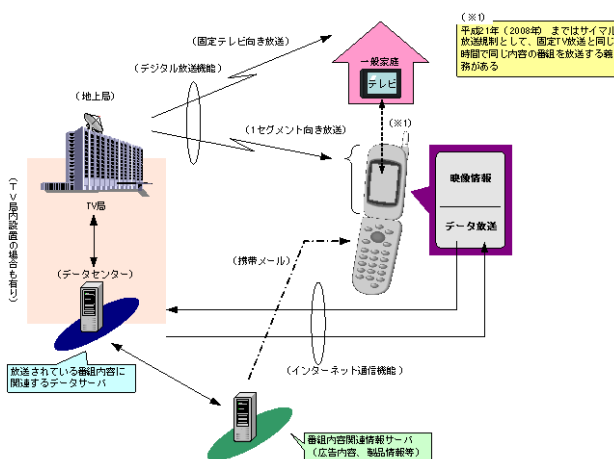 (※1)
平成21年(2008年)まではサイマル
放送規制として、固定TV放送と同じ
時間で同じ内容の番組を放送する義
務がある
(固定テレビ向き放送)
(デジタル放送機能)
一般家庭
テレビ
(地上局)
(1セグメント向き放送)
(※1)
映像情報
データ放送
TV局
(TV局内設置の場合も有り)
(携帯メール)
(データセンター)
(インターネット通信機能)
放送されている番組内容に
関連するデータサーバ
番組内容関連情報サーバ
(広告内容、製品情報等)